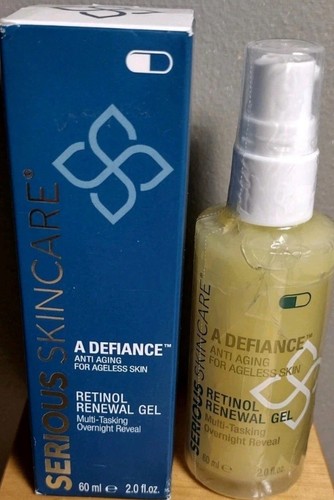 SERIOUS SKINCARE®
A DEFIANCE™
ANTI AGING
FOR AGELESS SKIN
RETINOL
RENEWAL GEL
Multi-Tasking
Overnight Reveal
60 ml ℮ 2.0 fl.oz.
SERIOUS SKINCARE®
A DEFIANCE™
ANTI AGING
FOR AGELESS SKIN
RETINOL
RENEWAL GEL
Multi-Tasking
Overnight Reveal
60 ml ℮ 2.0 fl.oz.